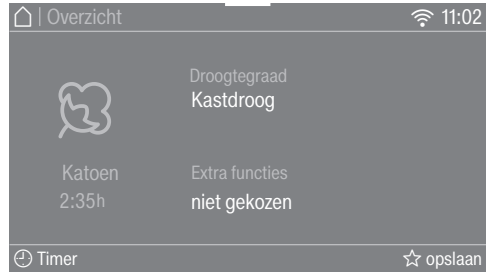 | Overzicht
11:02
Droogtegraad
Kastdroog
Katoen
2:35h
Extra functies
niet gekozen
Timer
opslaan